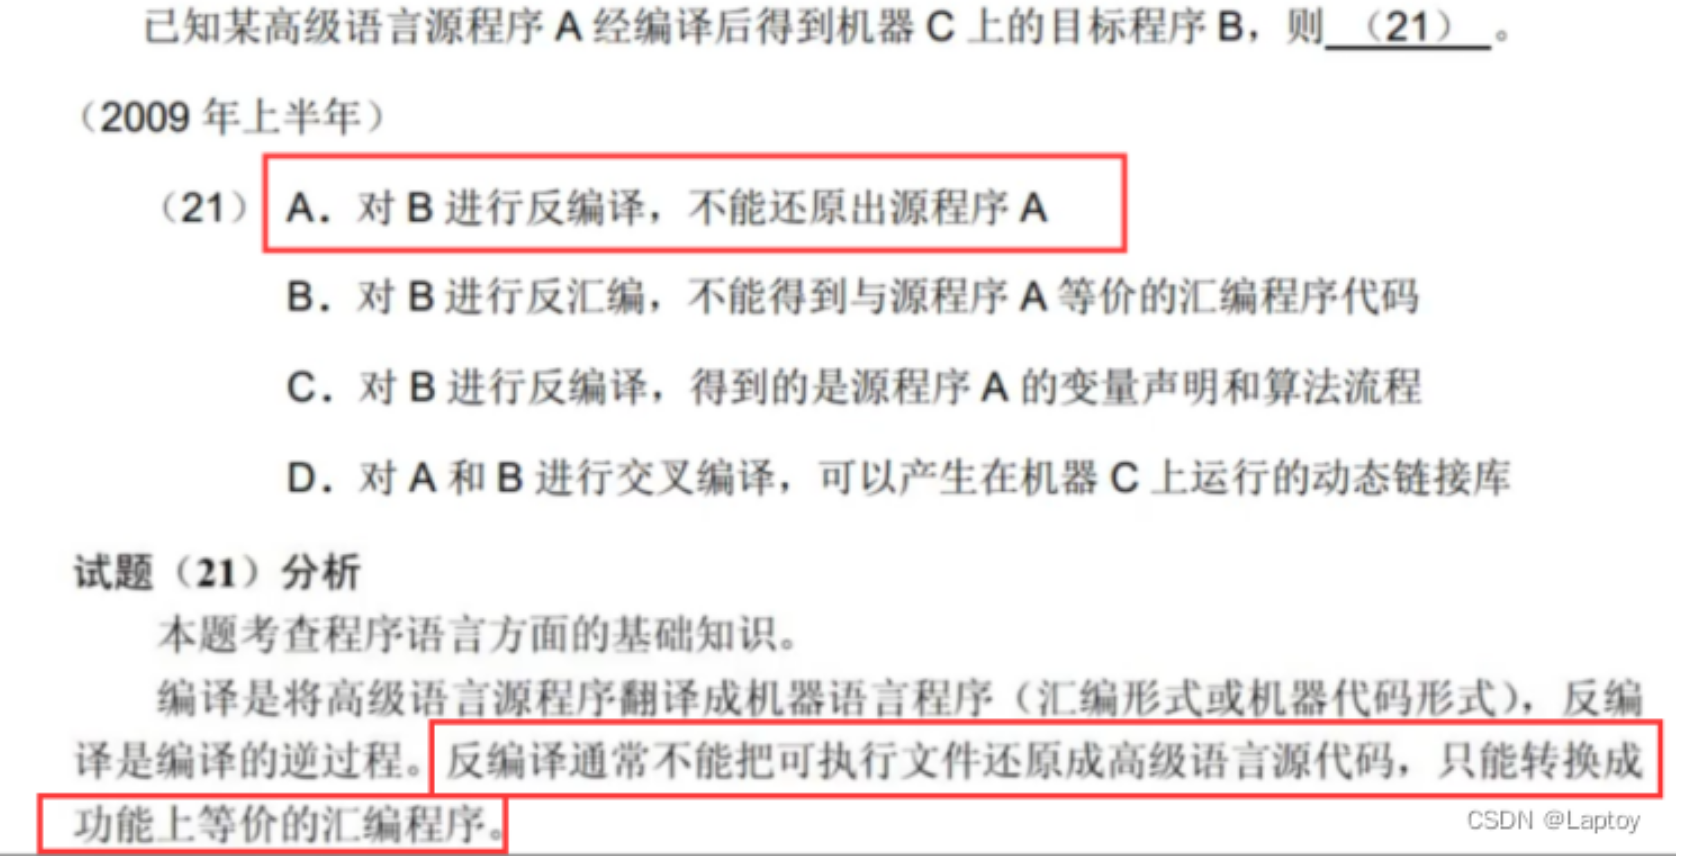 已知某高级语言源程序 A 经编译后得到机器 C 上的目标程序 B，则 （21） 。
（2009 年上半年）
（21） A．对 B 进行反编译，不能还原出源程序 A
B．对 B 进行反汇编，不能得到与源程序 A 等价的汇编程序代码
C．对 B 进行反编译，得到的是源程序 A 的变量声明和算法流程
D．对 A 和 B 进行交叉编译，可以产生在机器 C 上运行的动态链接库
试题（21）分析
本题考查程序语言方面的基础知识。
编译是将高级语言源程序翻译成机器语言程序（汇编形式或机器代码形式），反编
译是编译的逆过程。反编译通常不能把可执行文件还原成高级语言源代码，只能转换成
功能上等价的汇编程序。
CSDN @Laptoy